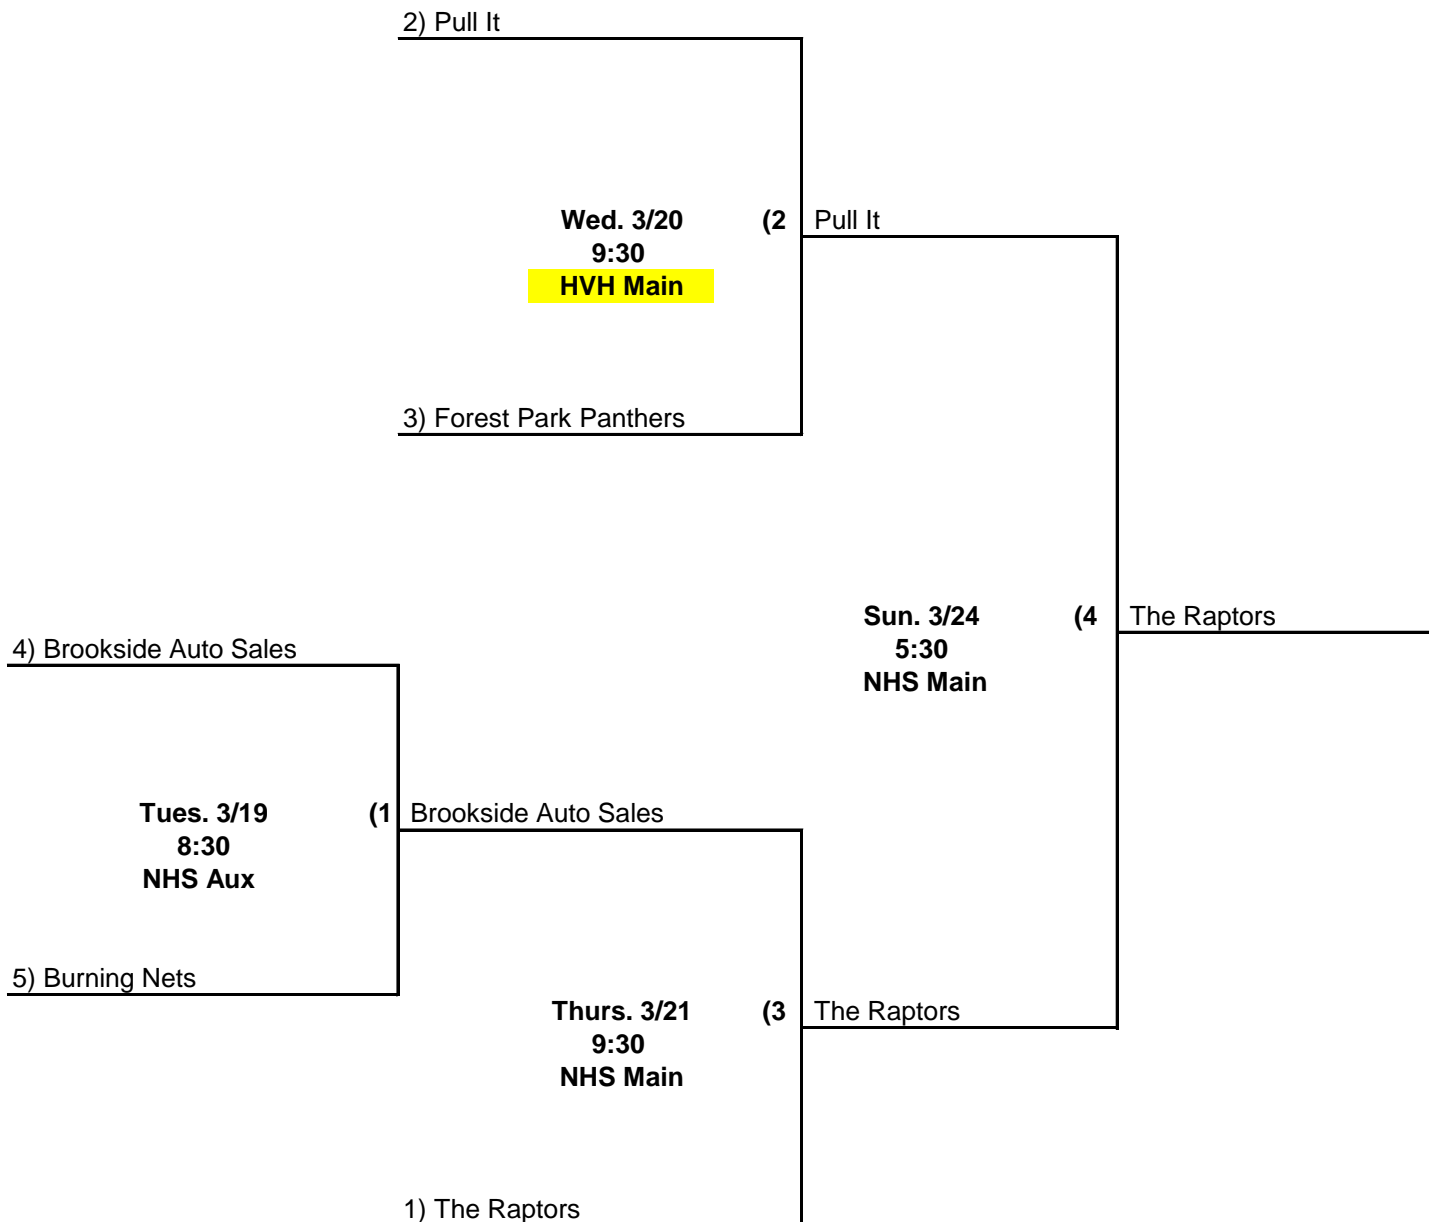 2) Pull It
Wed. 3/20 (2 Pull It
9:30
HVH Main
3) Forest Park Panthers
Sun. 3/24 (4 The Raptors
4) Brookside Auto Sales
5:30
NHS Main
Tues. 3/19 (1 Brookside Auto Sales
8:30
NHS Aux
5) Burning Nets
Thurs. 3/21 (3 The Raptors
9:30
NHS Main
1) The Raptors